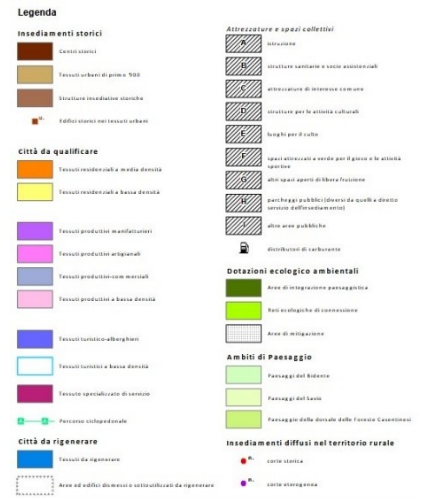 Legenda
Insediamenti storici
Centri storici
Tessuti urbani di primo '900
Strutture insediative storiche
Edifici storici nei tessuti urbani
Città da qualificare
Tessuti residenziali a media densità
Tessuti residenziali a bassa densità
Tessuti produttivi manifatturieri
Tessuti produttivi artigianali
Tessuti produttivi-commerciali
Tessuti produttivi a bassa densità
Tessuti turistico-alberghieri
Tessuti turistici a bassa densità
Tessuto specializzato di servizio
Percorso ciclopedonale
Città da rigenerare
Tessuti da rigenerare
Aree ed edifici dismessi o sottoutilizzati da rigenerare
Attrezzature e spazi collettivi
A istruzione
B strutture sanitarie e socio assistenziali
C attrezzature di interesse comune
D strutture per le attività culturali
E luoghi per il culto
F spazi attrezzati a verde per il gioco e le attività
sportive
G altri spazi aperti di libera fruizione
H parcheggi pubblici (diversi da quelli a diretto
servizio dell'insediamento)
I altre aree pubbliche
distributori di carburante
Dotazioni ecologico ambientali
Aree di integrazione paesaggistica
Reti ecologiche di connessione
Aree di mitigazione
Ambiti di Paesaggio
Paesaggi del Bidente
Paesaggi del Savio
Paesaggio della dorsale delle Foreste Casentinesi
Insediamenti diffusi nel territorio rurale
n. corte storica
n. corte eterogenea